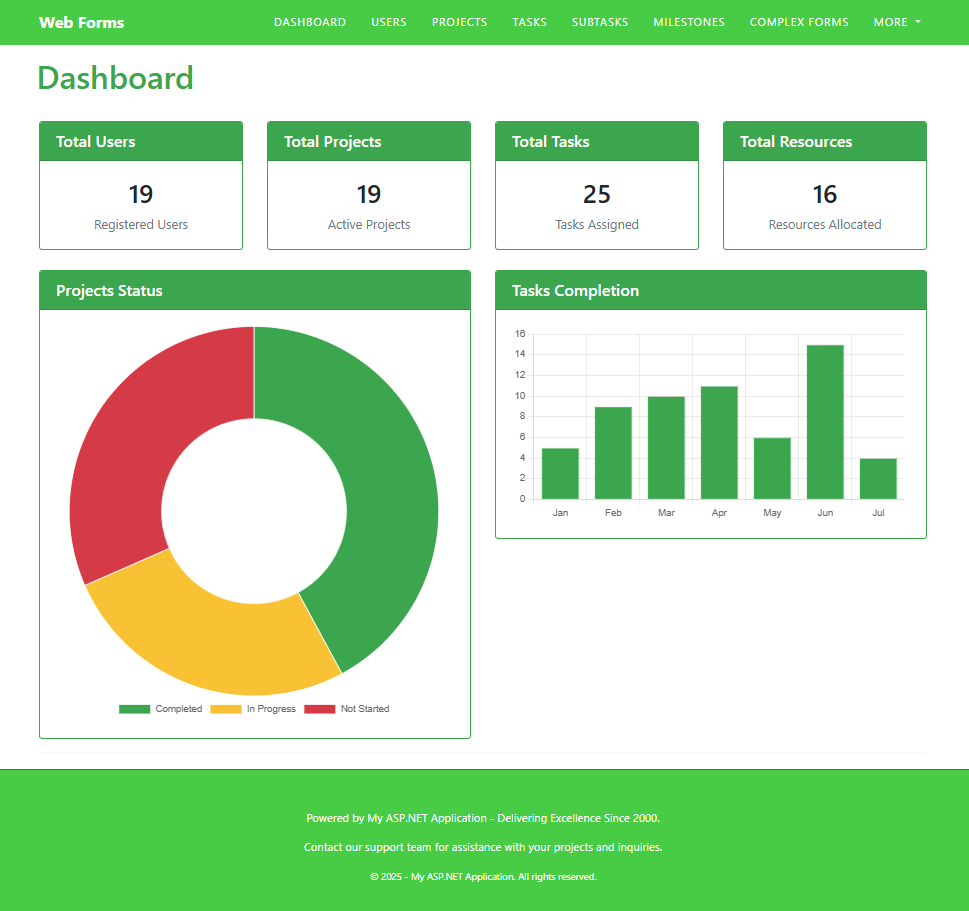 Web Forms
DASHBOARD USERS PROJECTS TASKS SUBTASKS MILESTONES COMPLEX FORMS MORE
Dashboard
Total Users
19
Registered Users
Total Projects
19
Active Projects
Total Tasks
25
Tasks Assigned
Total Resources
16
Resources Allocated
Projects Status
Completed In Progress Not Started
Tasks Completion
16
14
12
10
8
6
4
2
0
Jan Feb Mar Apr May Jun Jul
Powered by My ASP.NET Application - Delivering Excellence Since 2000.
Contact our support team for assistance with your projects and inquiries.
© 2025 - My ASP.NET Application. All rights reserved.